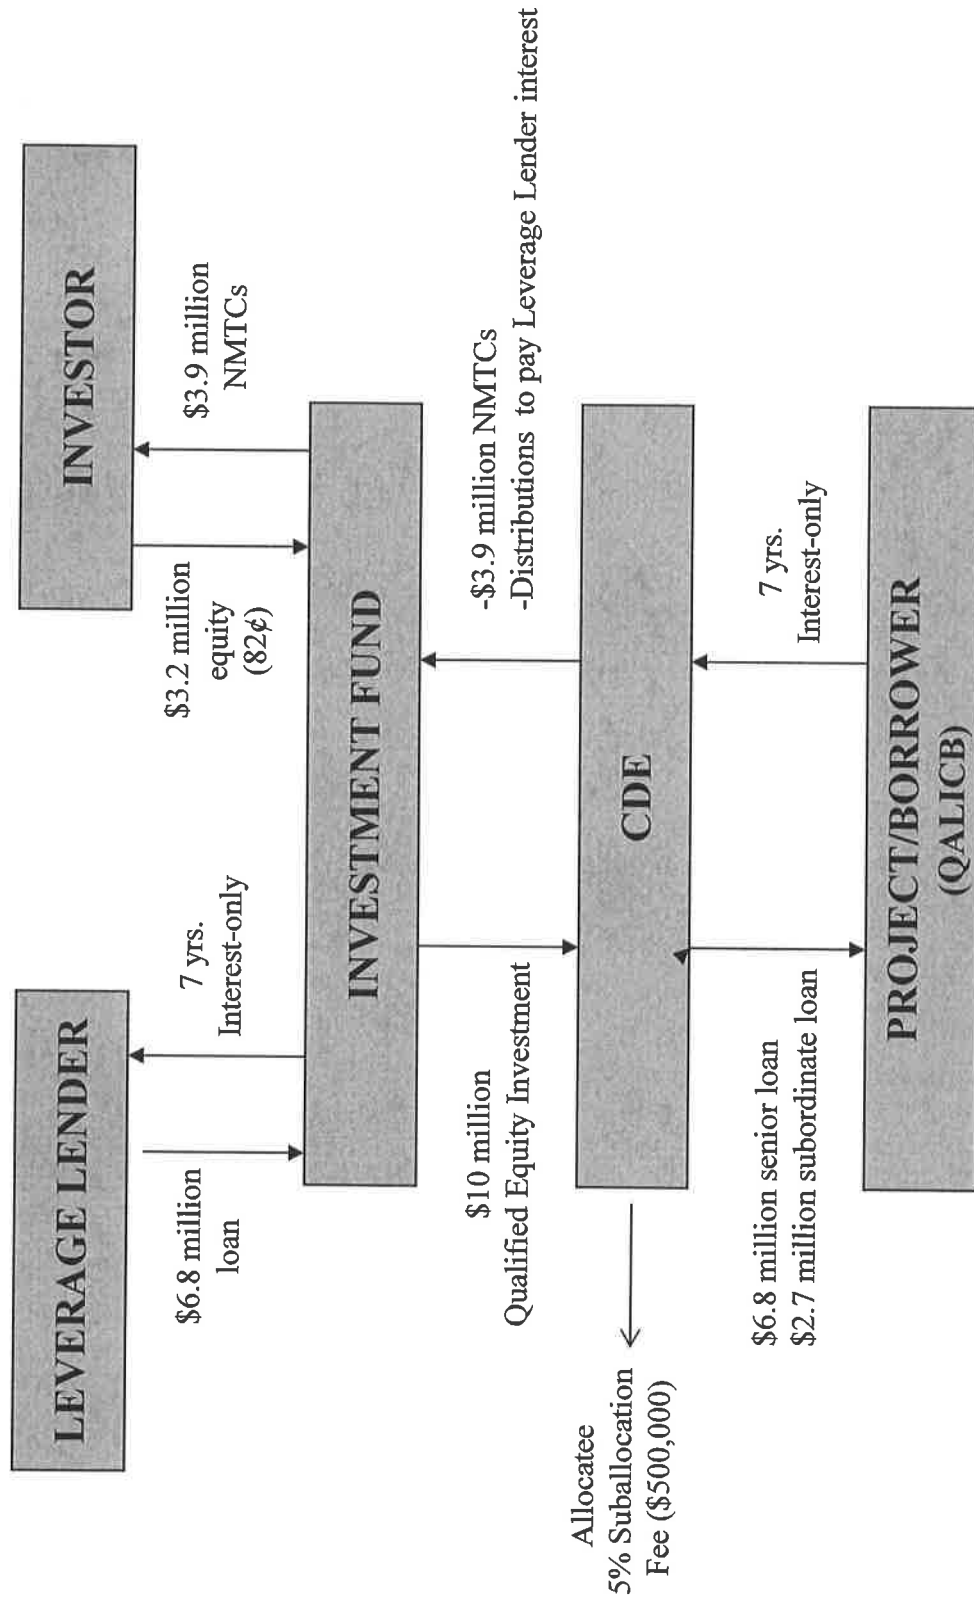 LEVERAGE LENDER
INVESTOR
$6.8 million
loan
7 yrs.
Interest-only
$3.2 million
equity
(82¢)
$3.9 million
NMTCs
INVESTMENT FUND
$10 million
Qualified Equity Investment
-$3.9 million NMTCs
-Distributions to pay Leverage Lender interest
CDE
Allocatee
5% Suballocation
Fee ($500,000)
$6.8 million senior loan
$2.7 million subordinate loan
7 yrs.
Interest-only
PROJECT/BORROWER
(QALICB)